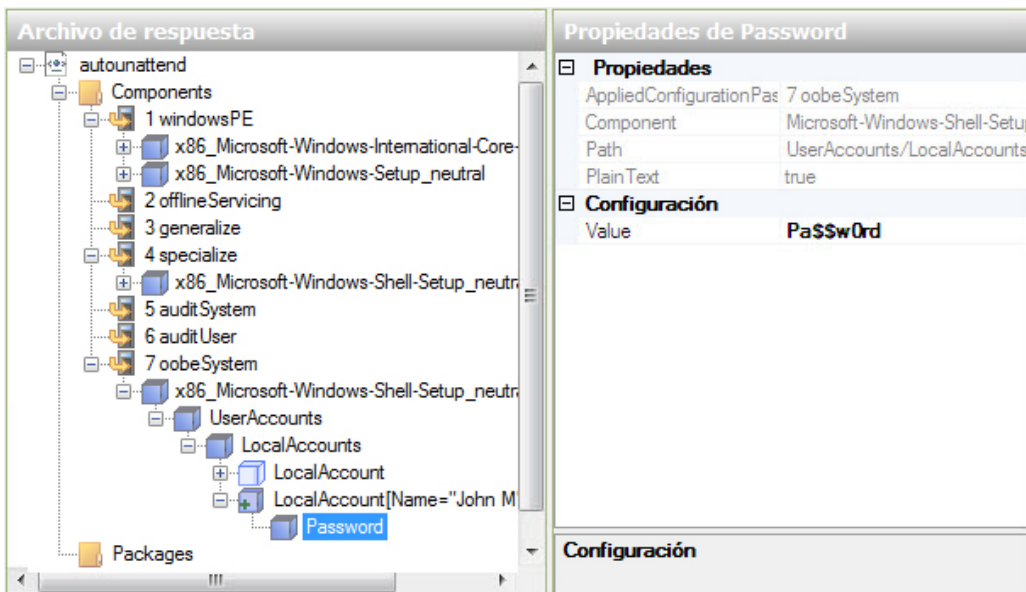 Archivo de respuesta
autounattend
Components
1 windowsPE
x86_Microsoft-Windows-International-Core-
x86_Microsoft-Windows-Setup_neutral
2 offlineServicing
3 generalize
4 specialize
x86_Microsoft-Windows-Shell-Setup_neutra
5 auditSystem
6 auditUser
7 oobeSystem
x86_Microsoft-Windows-Shell-Setup_neutra
UserAccounts
LocalAccounts
LocalAccount
LocalAccount[Name="John M"
Password
Packages
Propiedades de Password
Propiedades
AppliedConfigurationPas 7 oobeSystem
Component Microsoft-Windows-Shell-Setup
Path UserAccounts/LocalAccounts
PlainText true
Configuración
Value Pa$$w0rd
Configuración